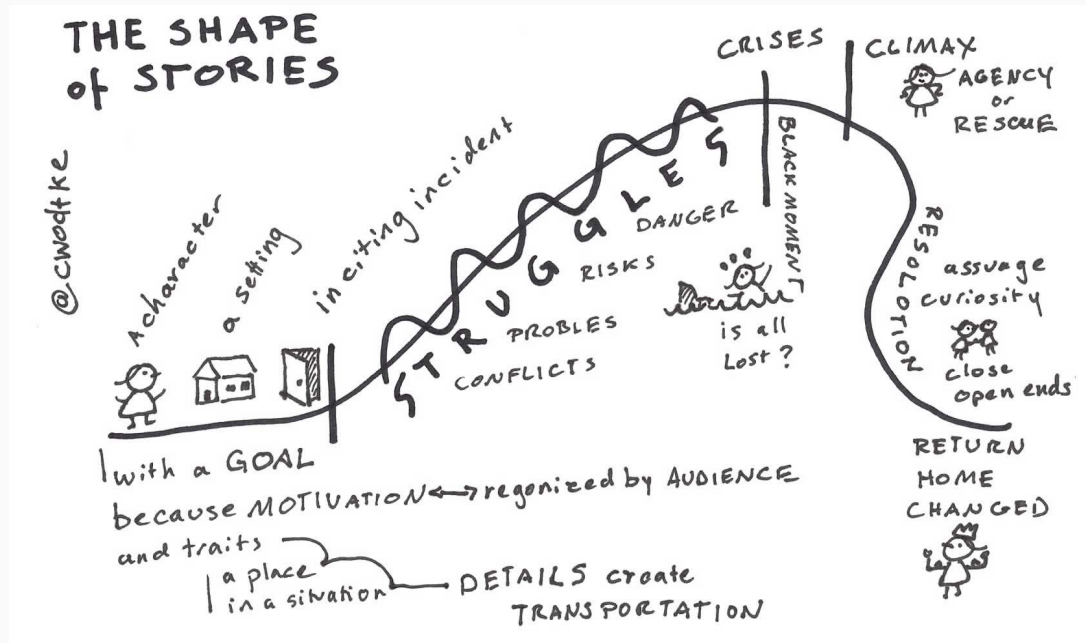 THE SHAPE
of STORIES
@cwodtke
A character
a setting
inciting incident
STRUGGLES
CONFLICTS
PROBLES
RISKS
DANGER
CRISES
BLACK MOMENT
is all
Lost?
CLIMAX
AGENCY
or
RESCUE
RESOLUTION
assuage
curiosity
close
open ends
RETURN
HOME
CHANGED
with a GOAL
because MOTIVATION ↔ regonized by AUDIENCE
and traits
a place
in a situation
DETAILS create
TRANSPORTATION